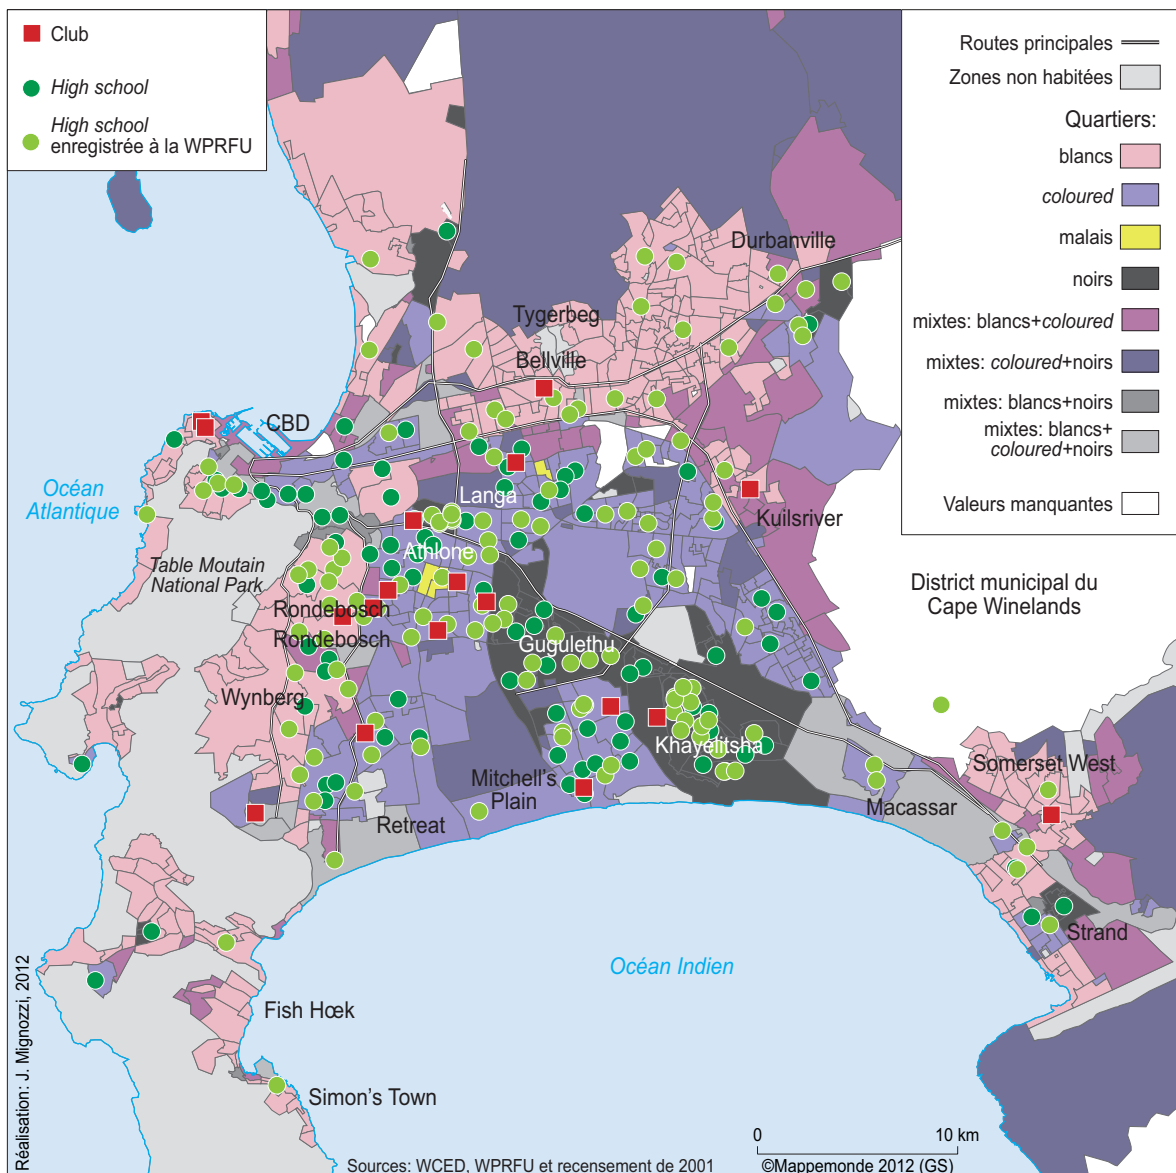 Club
High school
High school
enregistrée à la WPRFU
Routes principales
Zones non habitées
Quartiers:
blancs
coloured
malais
noirs
mixtes: blancs+coloured
mixtes: coloured+noirs
mixtes: blancs+noirs
mixtes: blancs+
coloured+noirs
Valeurs manquantes
Durbanville
Tygerbeg
Bellville
CBD
Océan
Atlantique
Langa
Kuilsriver
Athlone
Table Moutain
National Park
District municipal du
Cape Winelands
Rondebosch
Rondebosch
Gugulethu
Wynberg
Khayelitsha
Somerset West
Mitchell's
Plain
Macassar
Retreat
Strand
Océan Indien
Fish Hœk
Simon's Town
Réalisation: J. Mignozzi, 2012
0
10 km
Sources: WCED, WPRFU et recensement de 2001
©Mappemonde 2012 (GS)